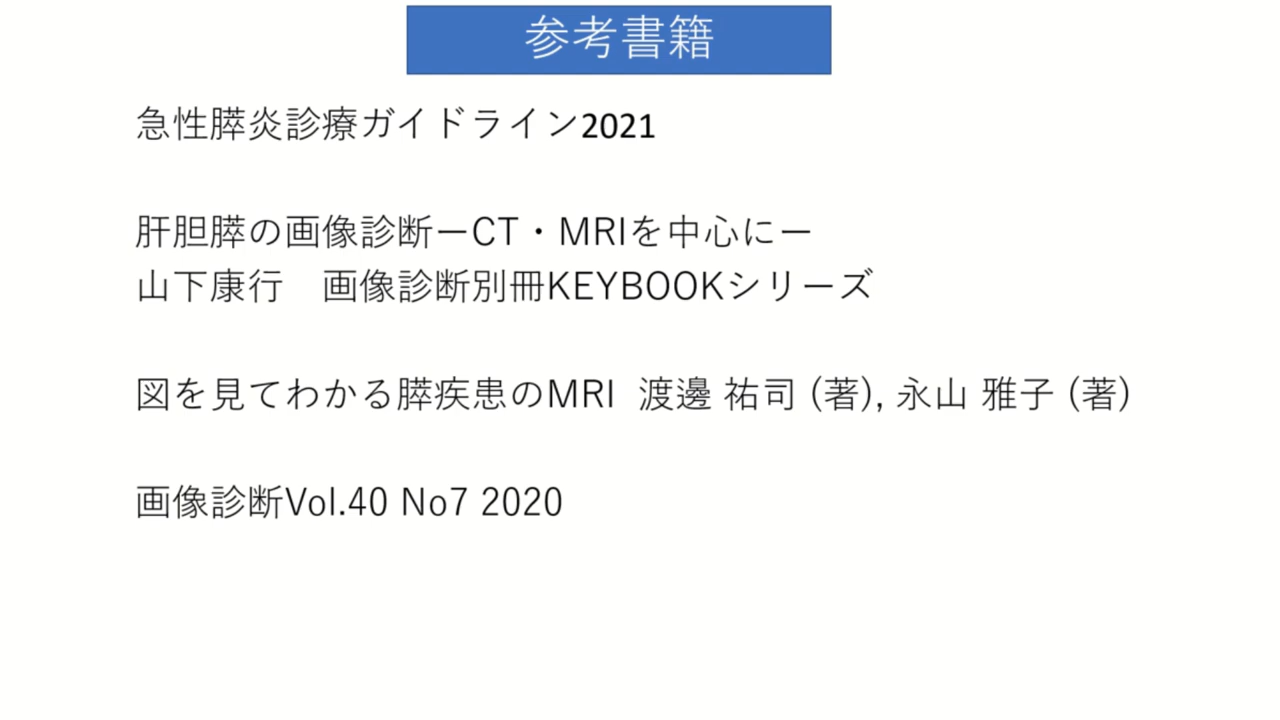 参考書籍
急性膵炎診療ガイドライン2021
肝胆膵の画像診断ーCT・MRIを中心にー
山下康行　画像診断別冊KEYBOOKシリーズ
図を見てわかる膵疾患のMRI 渡邊 祐司 (著), 永山 雅子 (著)
画像診断Vol.40 No7 2020